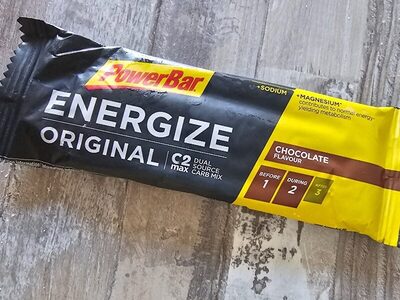 PowerBar
ENERGIZE
ORIGINAL
C2
max
DUAL
SOURCE
CARB MIX
+SODIUM
+MAGNESIUM*
contributes to normal energy-
yielding metabolism
CHOCOLATE
FLAVOUR
BEFORE
1
DURING
2
AFTER
3